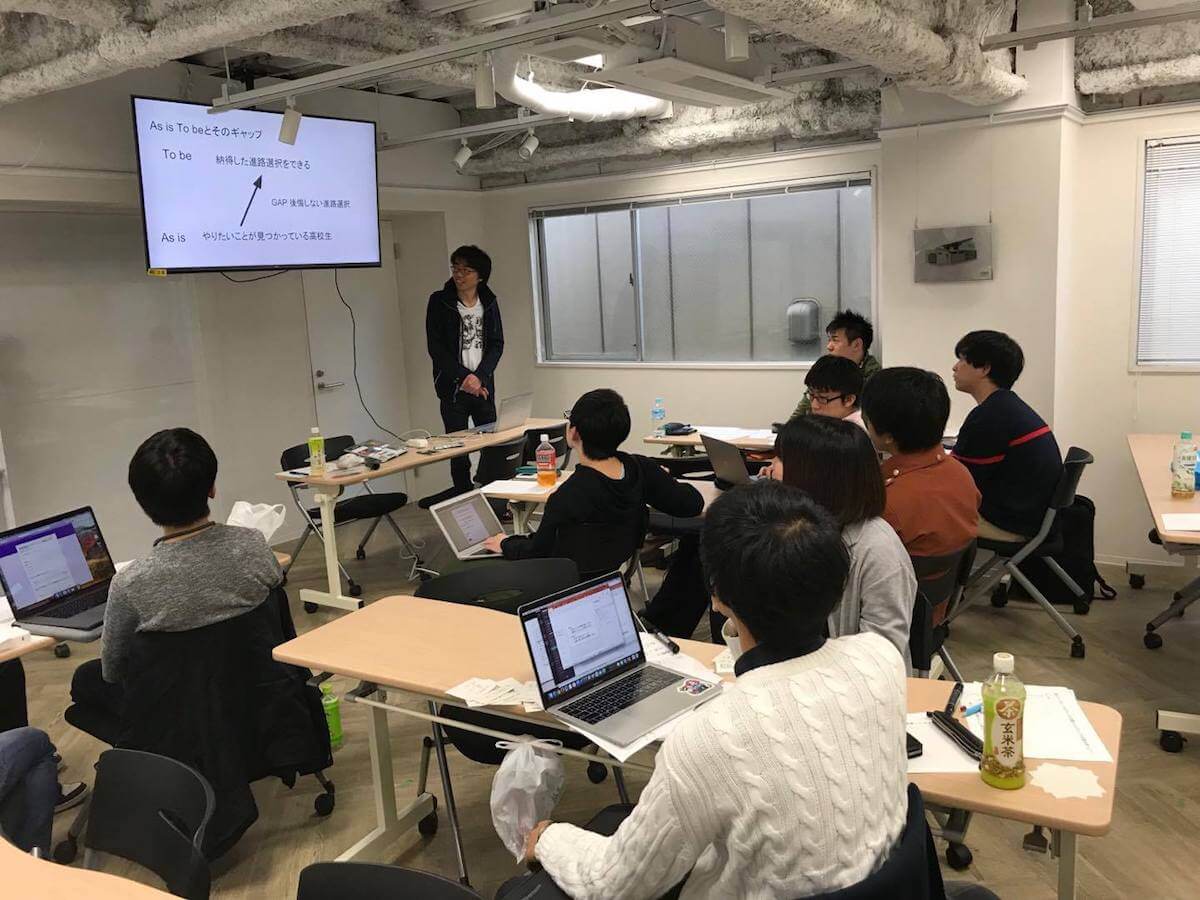 As is To beとそのギャップ
To be 納得した進路選択をできる
GAP 後悔しない進路選択
As is やりたいことが見つかっている高校生
茶
玄米茶